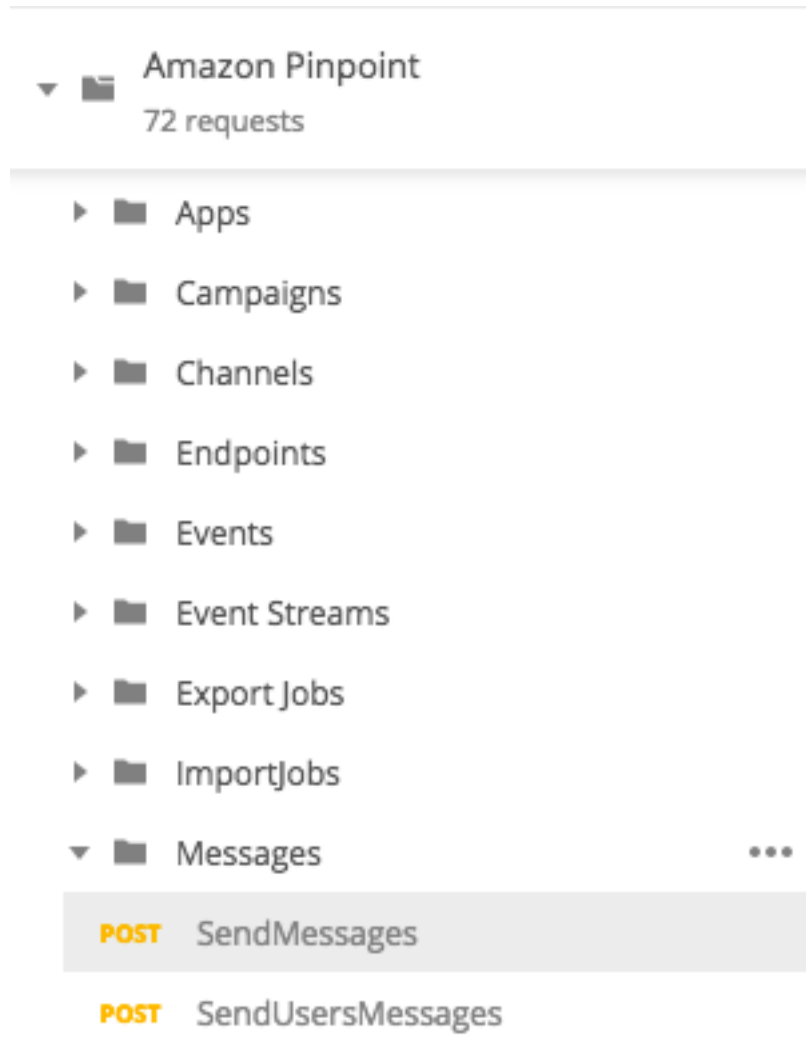 Amazon Pinpoint
72 requests
Apps
Campaigns
Channels
Endpoints
Events
Event Streams
Export Jobs
ImportJobs
Messages
POST SendMessages
POST SendUsersMessages